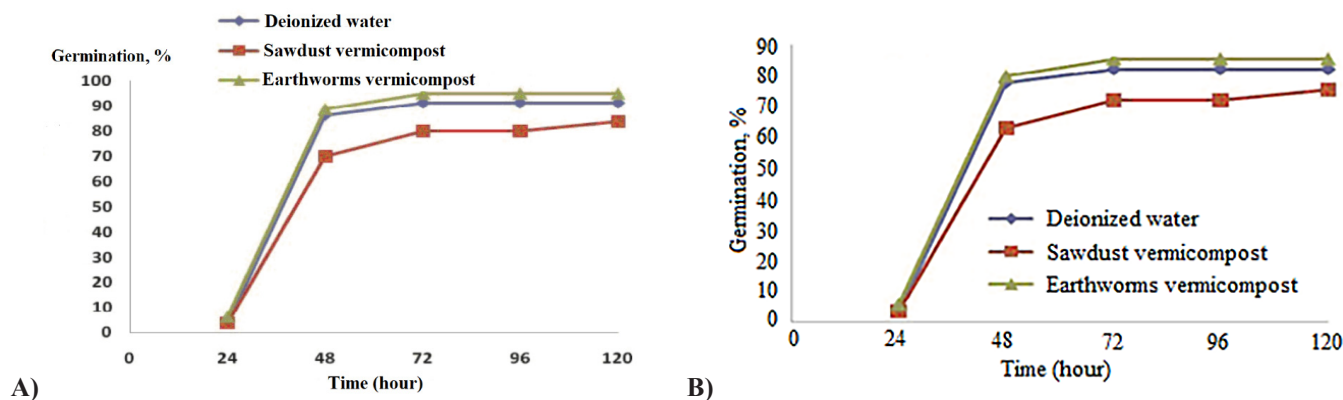 Deionized water
Sawdust vermicompost
Earthworms vermicompost
Germination, %
100
90
80
70
60
50
40
30
20
10
0
0 24 48 72 96 120
Time (hour)
A)
90
80
70
60
50
40
30
20
10
0
Germination, %
Deionized water
Sawdust vermicompost
Earthworms vermicompost
0 24 48 72 96 120
Time (hour)
B)